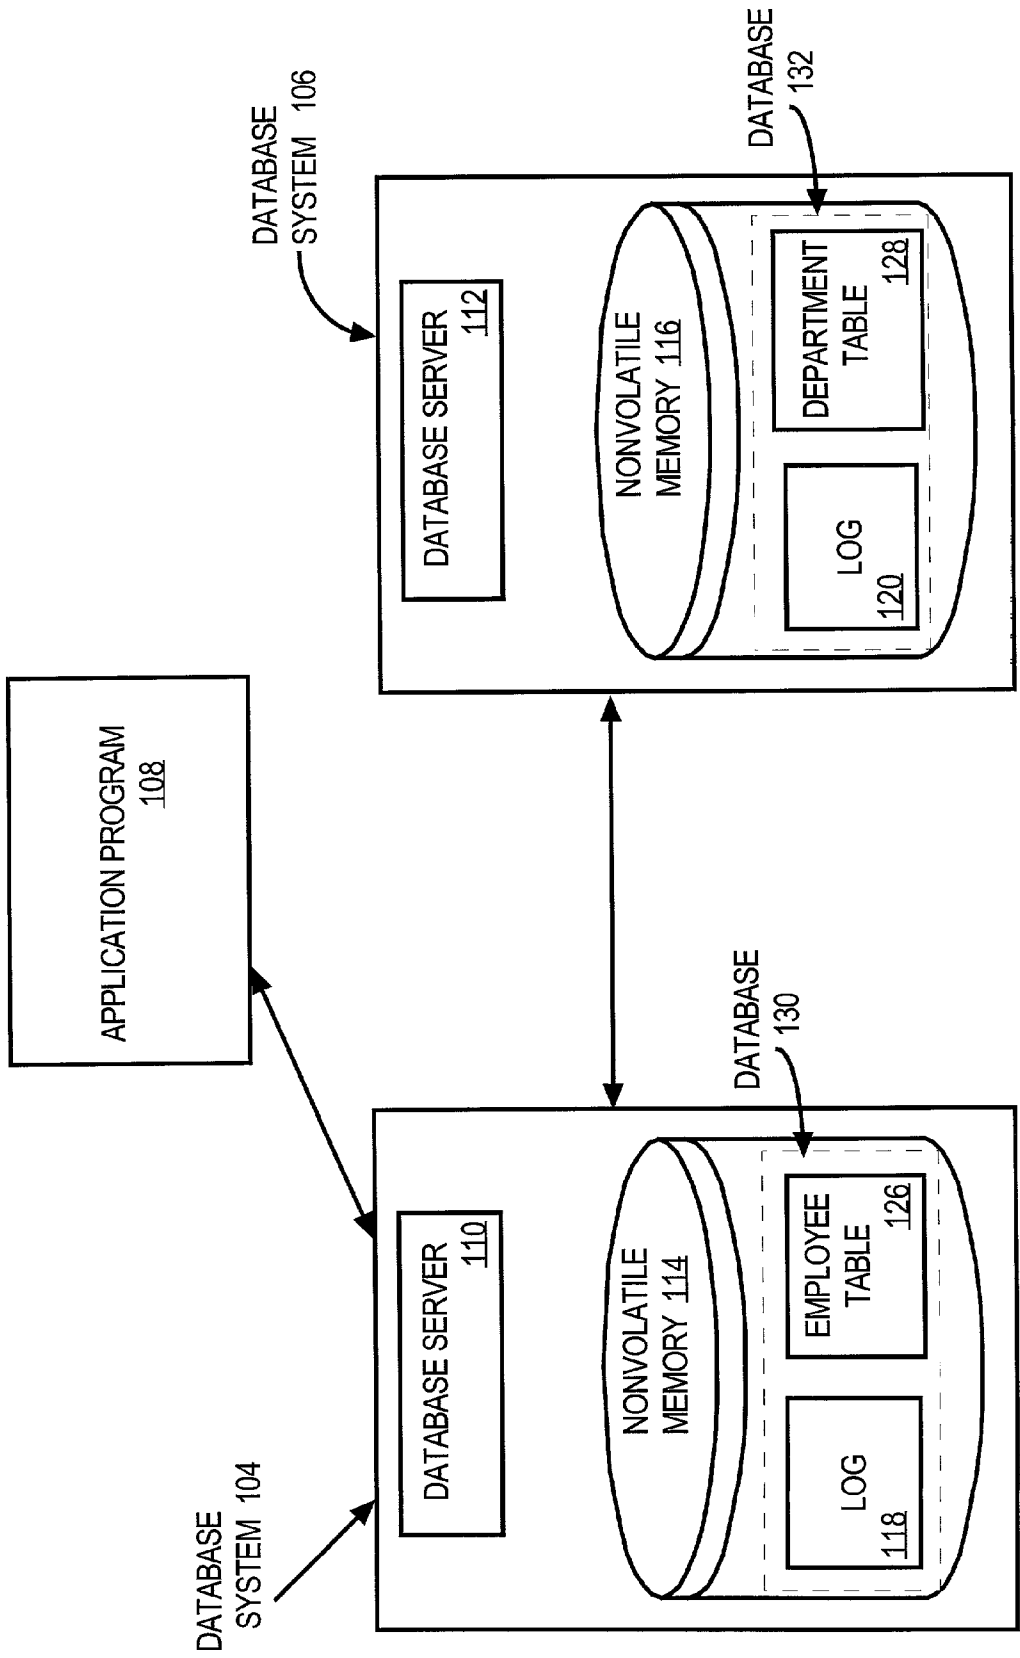 APPLICATION PROGRAM
108
DATABASE
SYSTEM 104
DATABASE SERVER
110
NONVOLATILE
MEMORY 114
DATABASE
130
LOG
118
EMPLOYEE
TABLE
126
DATABASE
SYSTEM 106
DATABASE SERVER
112
NONVOLATILE
MEMORY 116
DATABASE
132
LOG
120
DEPARTMENT
TABLE
128